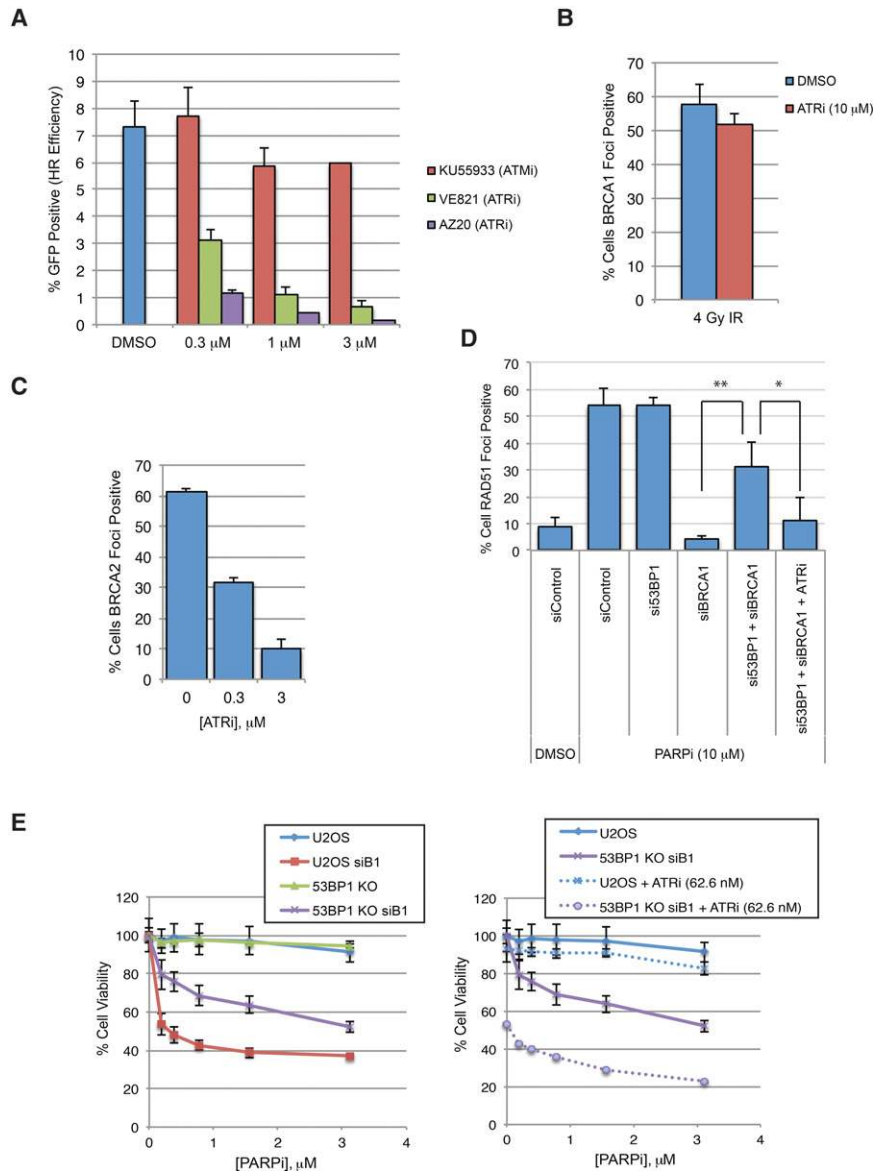 A
% GFP Positive (HR Efficiency)
10
9
8
7
6
5
4
3
2
1
0
DMSO 0.3 μM 1 μM 3 μM
KU55933 (ATMi)
VE821 (ATRi)
AZ20 (ATRi)
B
% Cells BRCA1 Foci Positive
70
60
50
40
30
20
10
0
4 Gy IR
DMSO
ATRi (10 μM)
C
% Cells BRCA2 Foci Positive
70
60
50
40
30
20
10
0
0 0.3 3
[ATRi], μM
D
% Cell RAD51 Foci Positive
70
60
50
40
30
20
10
0
** *
siControl
siControl
si53BP1
siBRCA1
si53BP1 + siBRCA1
si53BP1 + siBRCA1 + ATRi
DMSO PARPi (10 μM)
E
U2OS
U2OS siB1
53BP1 KO
53BP1 KO siB1
% Cell Viability
120
100
80
60
40
20
0
0 1 2 3 4
[PARPi], μM
U2OS
53BP1 KO siB1
U2OS + ATRi (62.6 nM)
53BP1 KO siB1 + ATRi (62.6 nM)
% Cell Viability
120
100
80
60
40
20
0
0 1 2 3 4
[PARPi], μM